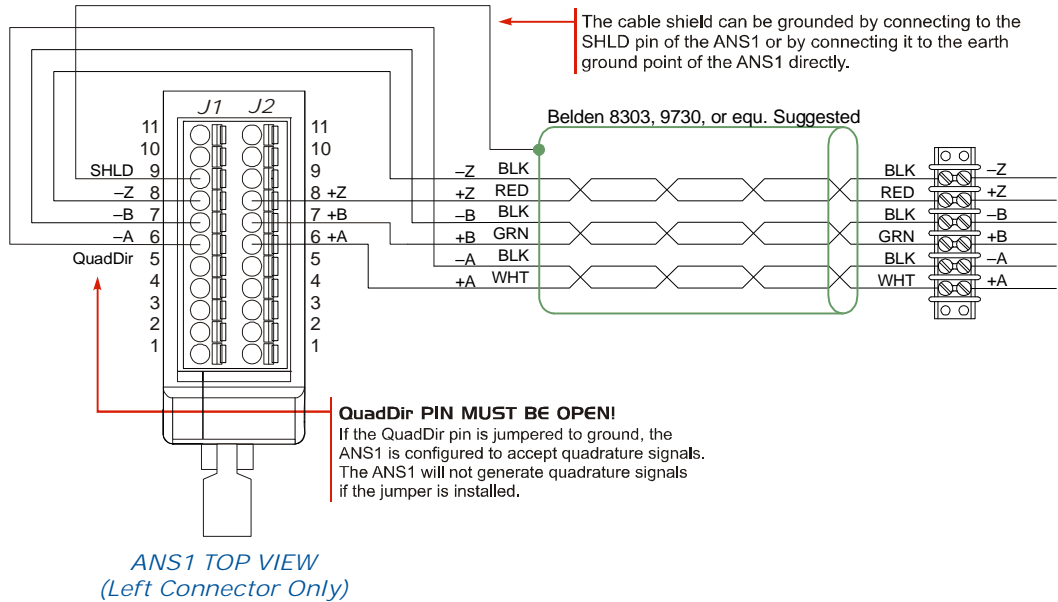 The cable shield can be grounded by connecting to the
SHLD pin of the ANS1 or by connecting it to the earth
ground point of the ANS1 directly.
J1 J2
Belden 8303, 9730, or equ. Suggested
11 11
10 10
SHLD 9 9 –Z BLK BLK –Z
–Z 8 8 +Z +Z RED RED +Z
–B 7 7 +B –B BLK BLK –B
–A 6 6 +A +B GRN GRN +B
QuadDir 5 5 –A BLK BLK –A
4 4 +A WHT WHT +A
3 3
2 2
1 1
QuadDir PIN MUST BE OPEN!
If the QuadDir pin is jumpered to ground, the
ANS1 is configured to accept quadrature signals.
The ANS1 will not generate quadrature signals
if the jumper is installed.
ANS1 TOP VIEW
(Left Connector Only)